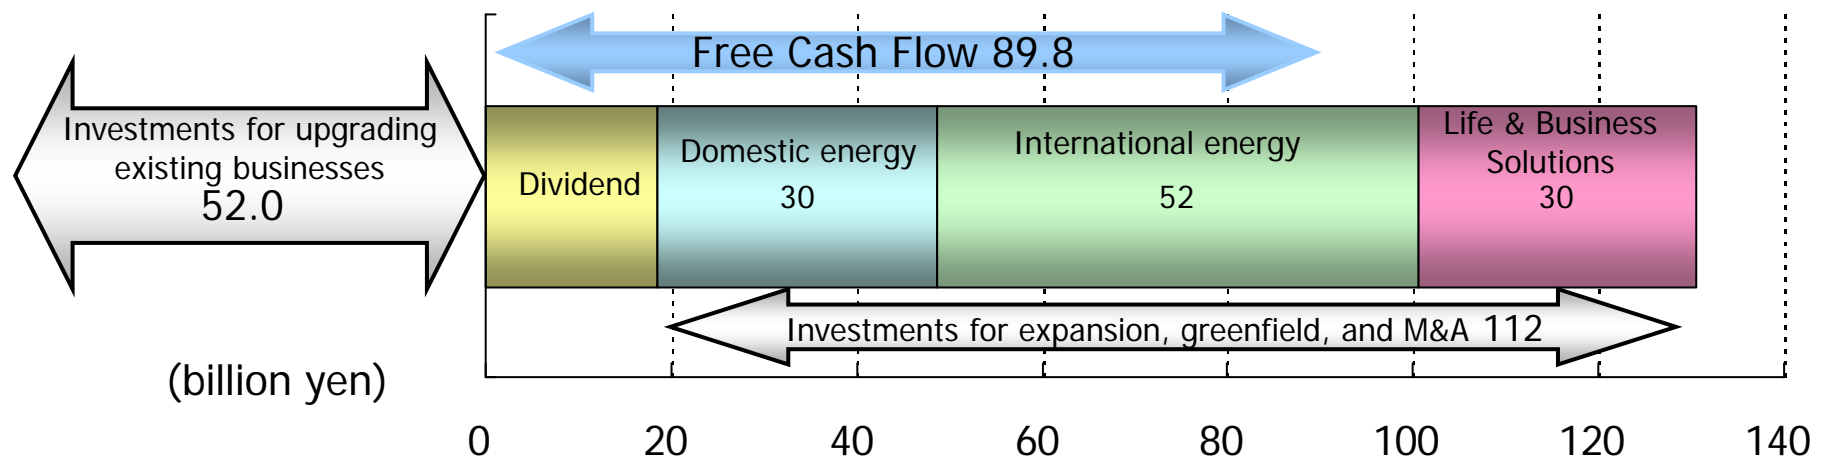 Free Cash Flow 89.8
Investments for upgrading
existing businesses
52.0
Dividend
Domestic energy
30
International energy
52
Life & Business
Solutions
30
Investments for expansion, greenfield, and M&A 112
(billion yen)
0 20 40 60 80 100 120 140